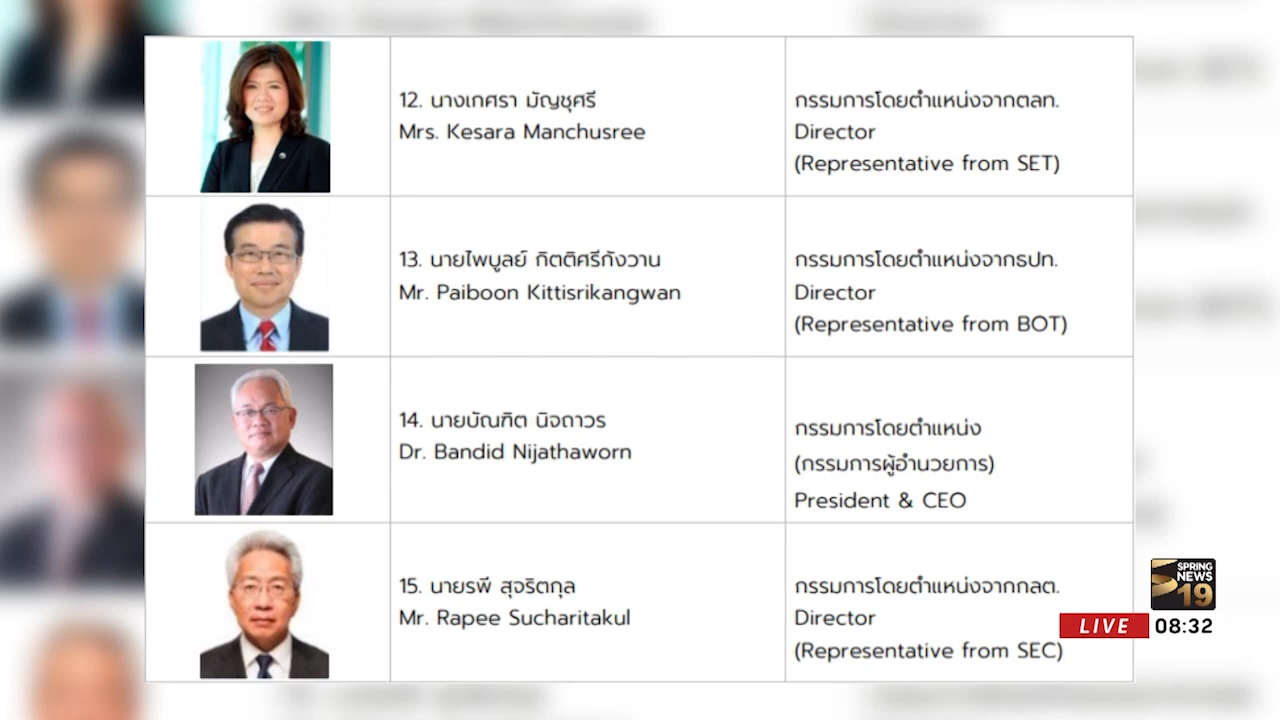 12. นางเกศรา มัญชุศรี
Mrs. Kesara Manchusree
กรรมการโดยตำแหน่งจากตลท.
Director
(Representative from SET)
13. นายไพบูลย์ กิตติศรีกังวาน
Mr. Paiboon Kittisrikangwan
กรรมการโดยตำแหน่งจากธปท.
Director
(Representative from BOT)
14. นายบัณฑิต นิจถาวร
Dr. Bandid Nijathaworn
กรรมการโดยตำแหน่ง
(กรรมการผู้อำนวยการ)
President & CEO
15. นายรพี สุจริตกุล
Mr. Rapee Sucharitakul
กรรมการโดยตำแหน่งจากกลต.
Director
(Representative from SEC)
SPRING
NEWS
19
LIVE 08:32